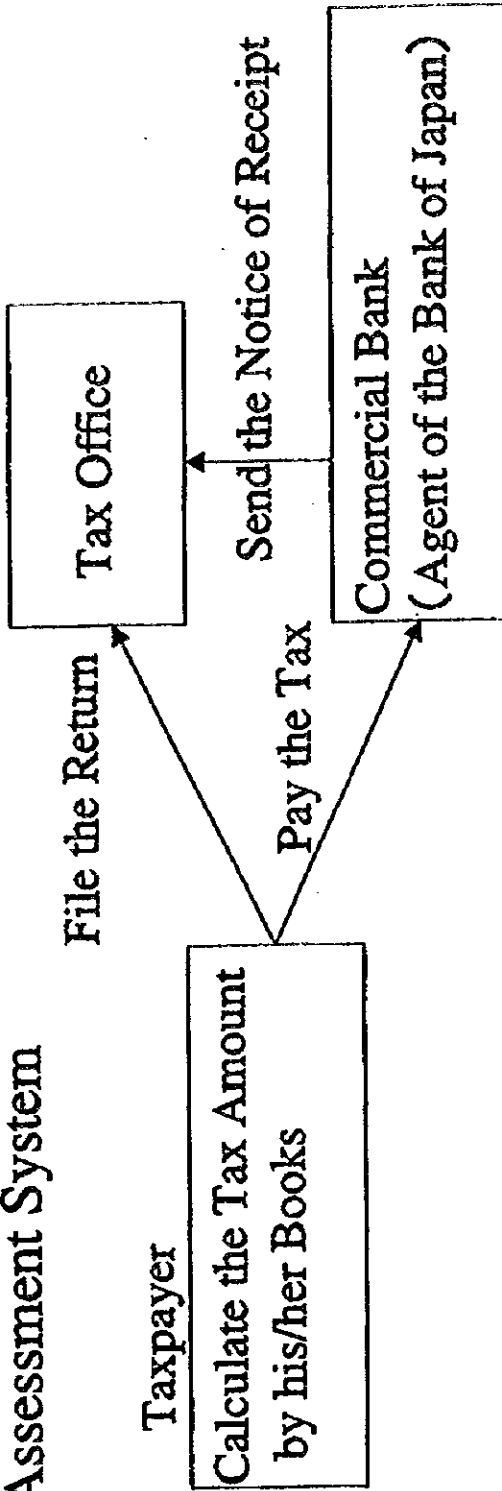 Assessment System
Taxpayer
Calculate the Tax Amount
by his/her Books
File the Return
Pay the Tax
Tax Office
Send the Notice of Receipt
Commercial Bank
(Agent of the Bank of Japan)